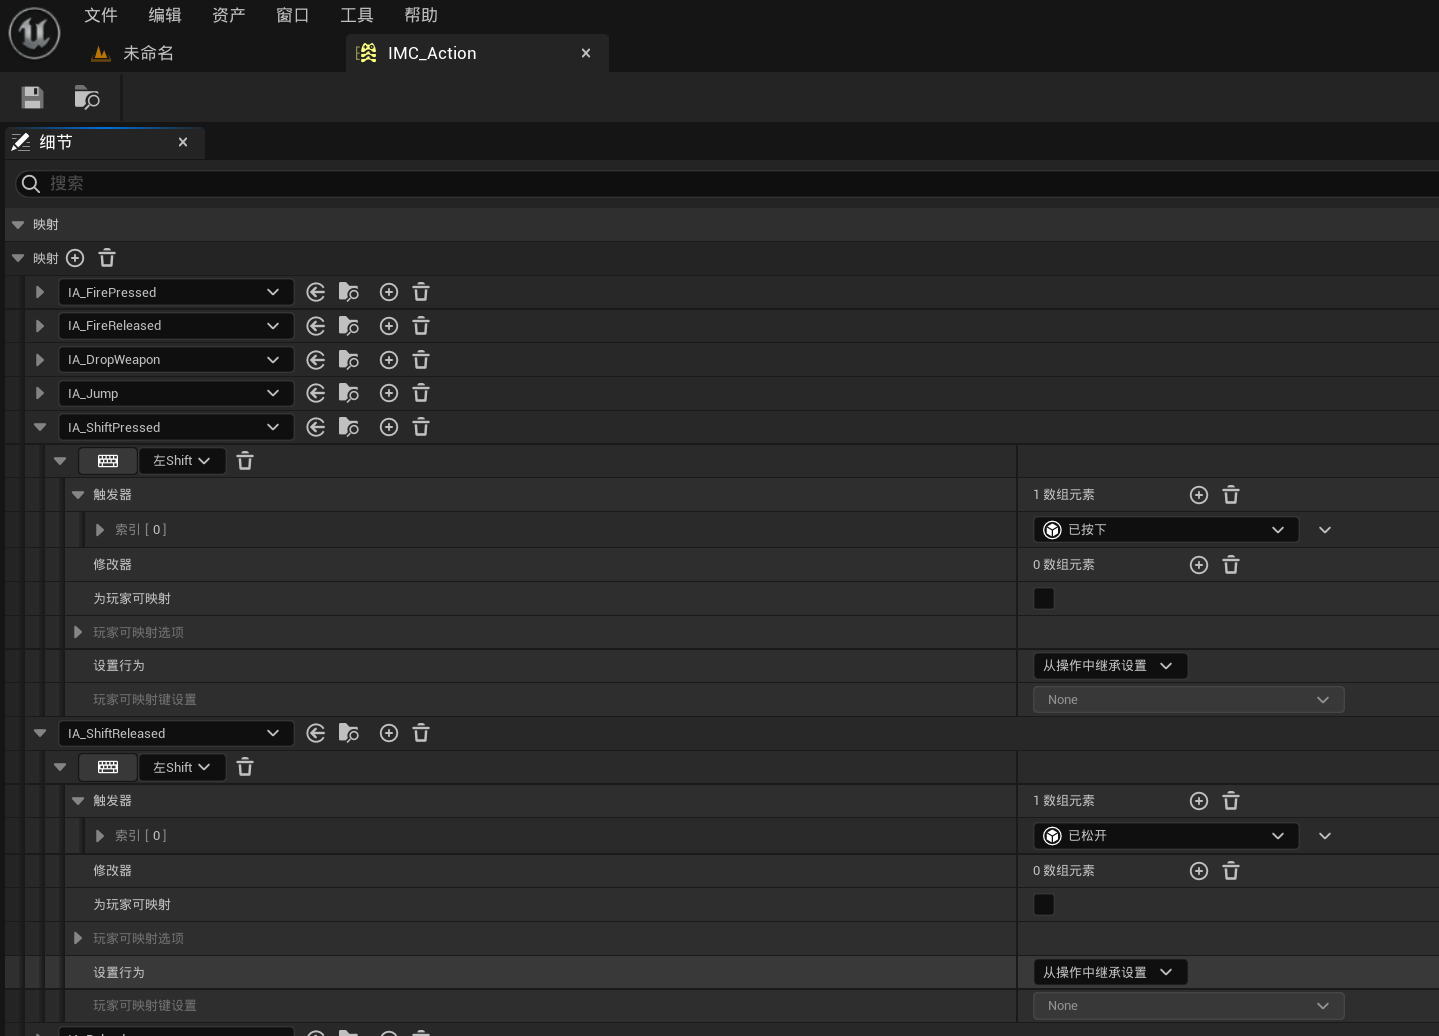 文件 编辑 资产 窗口 工具 帮助
未命名 IMC_Action
细节
搜索
映射
映射
IA_FirePressed
IA_FireReleased
IA_DropWeapon
IA_Jump
IA_ShiftPressed
左Shift
触发器 1 数组元素
索引 [ 0 ] 已按下
修改器 0 数组元素
为玩家可映射
玩家可映射选项
设置行为 从操作中继承设置
玩家可映射键设置 None
IA_ShiftReleased
左Shift
触发器 1 数组元素
索引 [ 0 ] 已松开
修改器 0 数组元素
为玩家可映射
玩家可映射选项
设置行为 从操作中继承设置
玩家可映射键设置 None